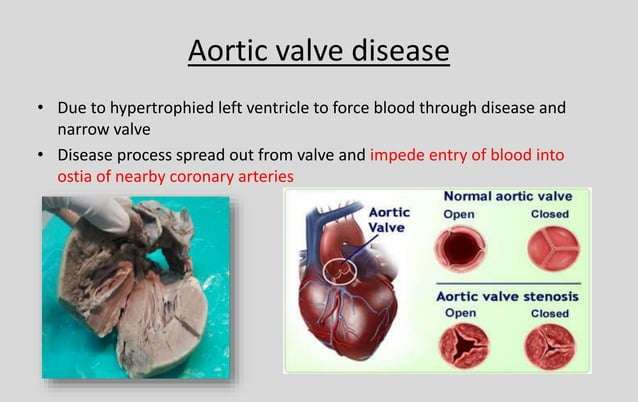 Aortic valve disease
• Due to hypertrophied left ventricle to force blood through disease and
narrow valve
• Disease process spread out from valve and impede entry of blood into
ostia of nearby coronary arteries
Aortic
Valve
Normal aortic valve
Open Closed
Aortic valve stenosis
Open Closed